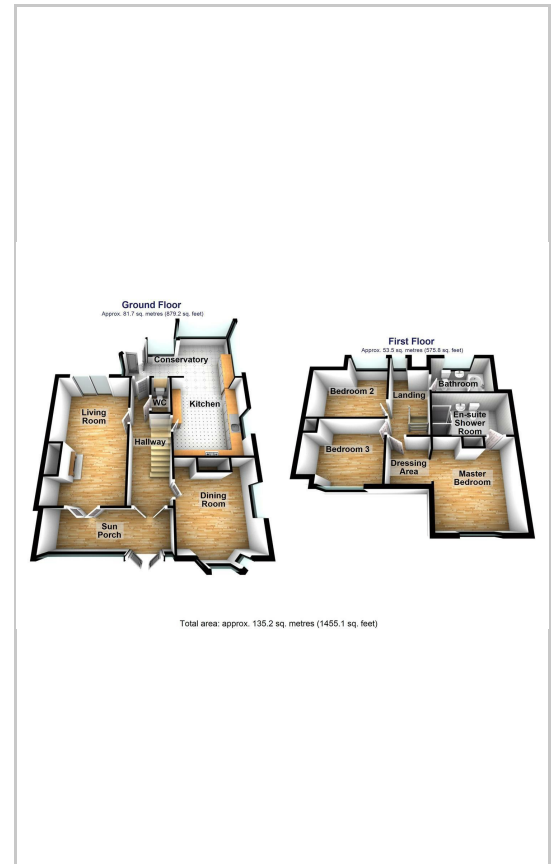 Ground Floor
Approx. 81.7 sq. metres (879.2 sq. feet)
Conservatory
WC
Kitchen
Living
Room
Hallway
Dining
Room
Sun
Porch
First Floor
Approx. 53.5 sq. metres (575.8 sq. feet)
Bathroom
Bedroom 2
Landing
En-suite
Shower
Room
Bedroom 3
Dressing
Area
Master
Bedroom
Total area: approx. 135.2 sq. metres (1455.1 sq. feet)